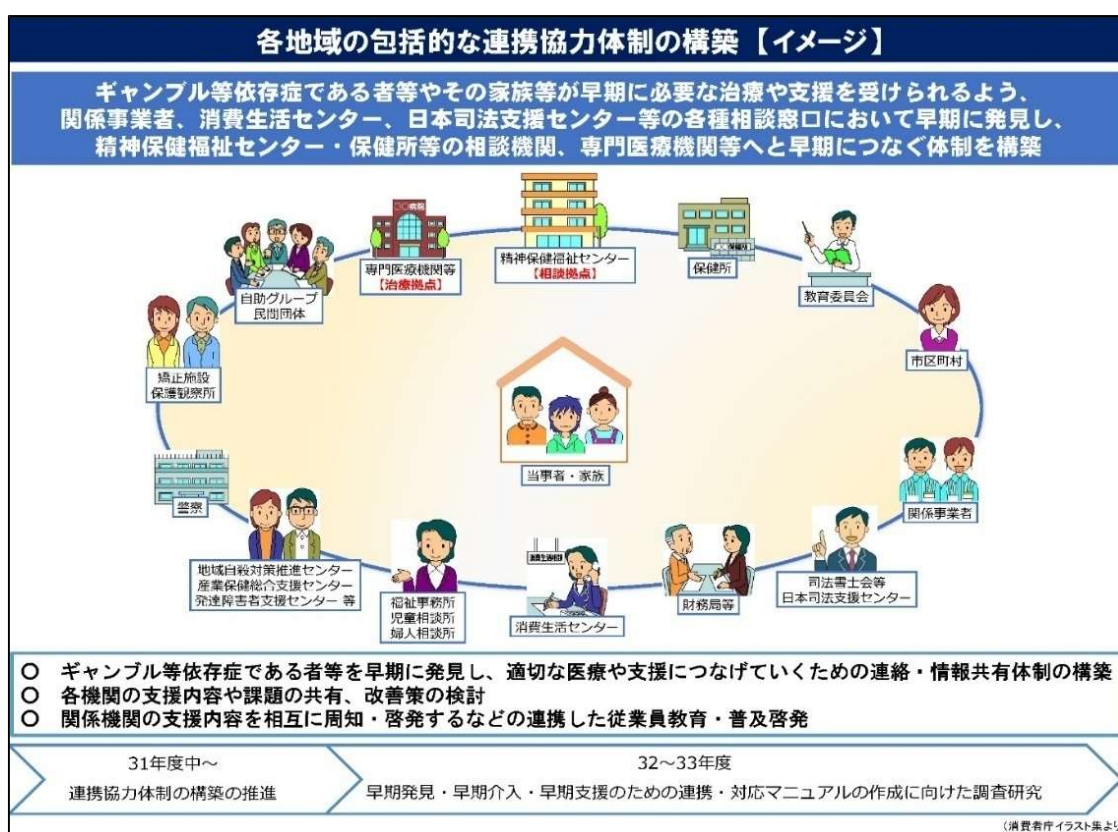 各地域の包括的な連携協力体制の構築【イメージ】
ギャンブル等依存症である者等やその家族等が早期に必要な治療や支援を受けられるよう、
関係事業者、消費生活センター、日本司法支援センター等の各種相談窓口において早期に発見し、
精神保健福祉センター・保健所等の相談機関、専門医療機関等へと早期につなぐ体制を構築
〇〇病院
自助グループ
民間団体
専門医療機関等
【治療拠点】
精神保健福祉センター
【相談拠点】
保健所
保健所
教育委員会
市区町村
矯正施設
保護観察所
当事者・家族
警察
関係事業者
地域自殺対策推進センター
産業保健総合支援センター
発達障害者支援センター 等
福祉事務所
児童相談所
婦人相談所
消費生活相談
消費生活センター
財務局等
司法書士会等
日本司法支援センター
〇 ギャンブル等依存症である者等を早期に発見し、適切な医療や支援につなげていくための連絡・情報共有体制の構築
〇 各機関の支援内容や課題の共有、改善策の検討
〇 関係機関の支援内容を相互に周知・啓発するなどの連携した従業員教育・普及啓発
31年度中～
連携協力体制の構築の推進
32～33年度
早期発見・早期介入・早期支援のための連携・対応マニュアルの作成に向けた調査研究
(消費者庁イラスト集より